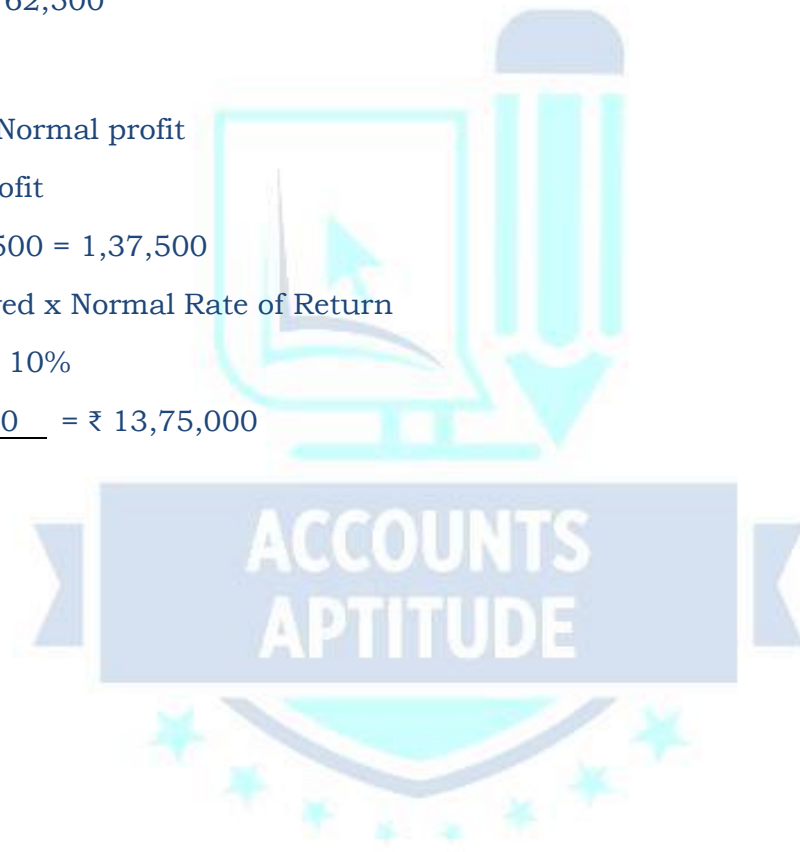 62,500
Normal profit
ofit
500 = 1,37,500
ed x Normal Rate of Return
10%
0 = ₹ 13,75,000
ACCOUNTS
APTITUDE